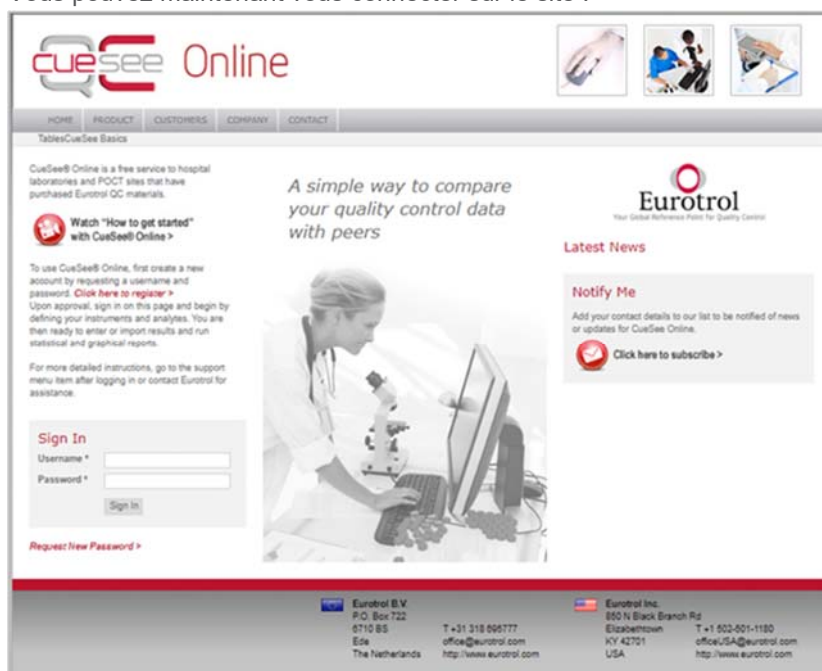 Vous pouvez maintenant vous connecter sur le site :
cuesee Online
QC
HOME PRODUCT CUSTOMERS COMPANY CONTACT
TablesCueSee Basics
CueSee® Online is a free service to hospital
laboratories and POCT sites that have
purchased Eurotrol QC materials.
Watch "How to get started"
with CueSee® Online >
To use CueSee® Online, first create a new
account by requesting a username and
password. Click here to register >
Upon approval, sign in on this page and begin by
defining your instruments and analytes. You are
then ready to enter or import results and run
statistical and graphical reports.
For more detailed instructions, go to the support
menu item after logging in or contact Eurotrol for
assistance.
Sign In
Username *
Password *
Sign In
Request New Password >
A simple way to compare
your quality control data
with peers
Eurotrol
Your Global Reference Point for Quality Control
Latest News
Notify Me
Add your contact details to our list to be notified of news
or updates for CueSee Online.
Click here to subscribe >
Eurotrol B.V.
P.O. Box 722
6710 BS T +31 318 695777
Ede office@eurotrol.com
The Netherlands http://www.eurotrol.com
Eurotrol Inc.
850 N Black Branch Rd
Elizabethtown T +1 502-601-1180
KY 42701 officeUSA@eurotrol.com
USA http://www.eurotrol.com